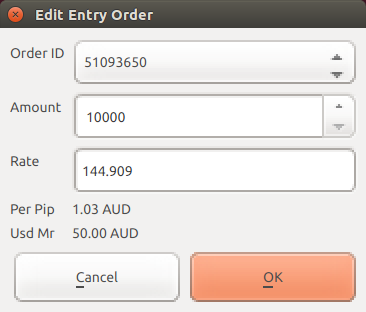 Edit Entry Order
Order ID 51093650
Amount 10000
Rate 144.909
Per Pip 1.03 AUD
Usd Mr 50.00 AUD
Cancel OK